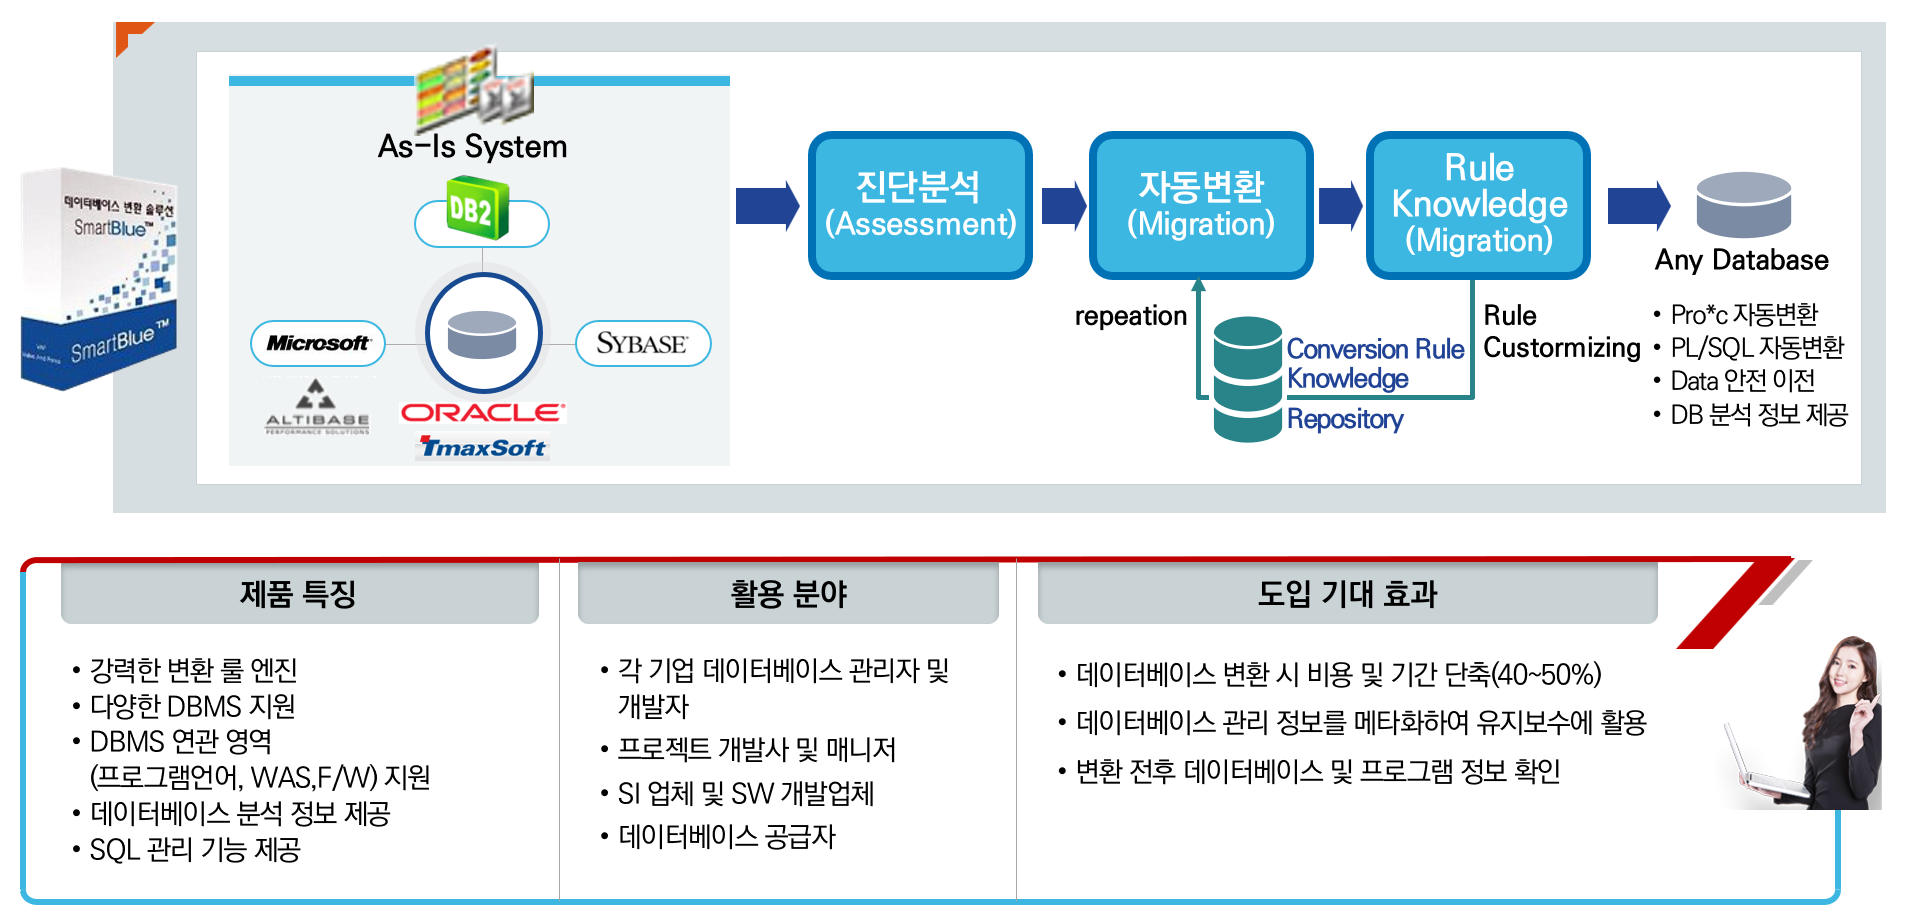 데이터베이스 변환 솔루션
SmartBlue™
SmartBlue™
As-Is System
DB2
Microsoft
SYBASE
ALTIBASE
PERFORMANCE SOLUTIONS
ORACLE
TmaxSoft
진단분석
(Assessment)
자동변환
(Migration)
Rule
Knowledge
(Migration)
Any Database
repeation
Conversion Rule
Knowledge
Repository
Rule
Custormizing
• Pro*c 자동변환
• PL/SQL 자동변환
• Data 안전 이전
• DB 분석 정보 제공
제품 특징
• 강력한 변환 룰 엔진
• 다양한 DBMS 지원
• DBMS 연관 영역
(프로그램언어, WAS,F/W) 지원
• 데이터베이스 분석 정보 제공
• SQL 관리 기능 제공
활용 분야
• 각 기업 데이터베이스 관리자 및
개발자
• 프로젝트 개발사 및 매니저
• SI 업체 및 SW 개발업체
• 데이터베이스 공급자
도입 기대 효과
• 데이터베이스 변환 시 비용 및 기간 단축(40~50%)
• 데이터베이스 관리 정보를 메타화하여 유지보수에 활용
• 변환 전후 데이터베이스 및 프로그램 정보 확인